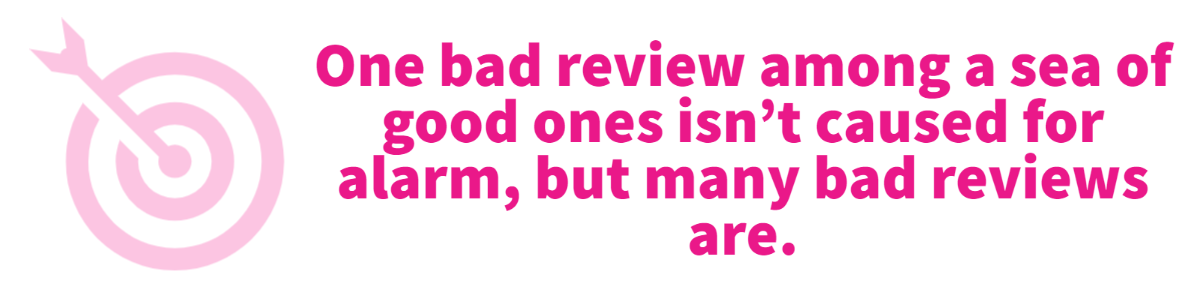 One bad review among a sea of
good ones isn’t caused for
alarm, but many bad reviews
are.